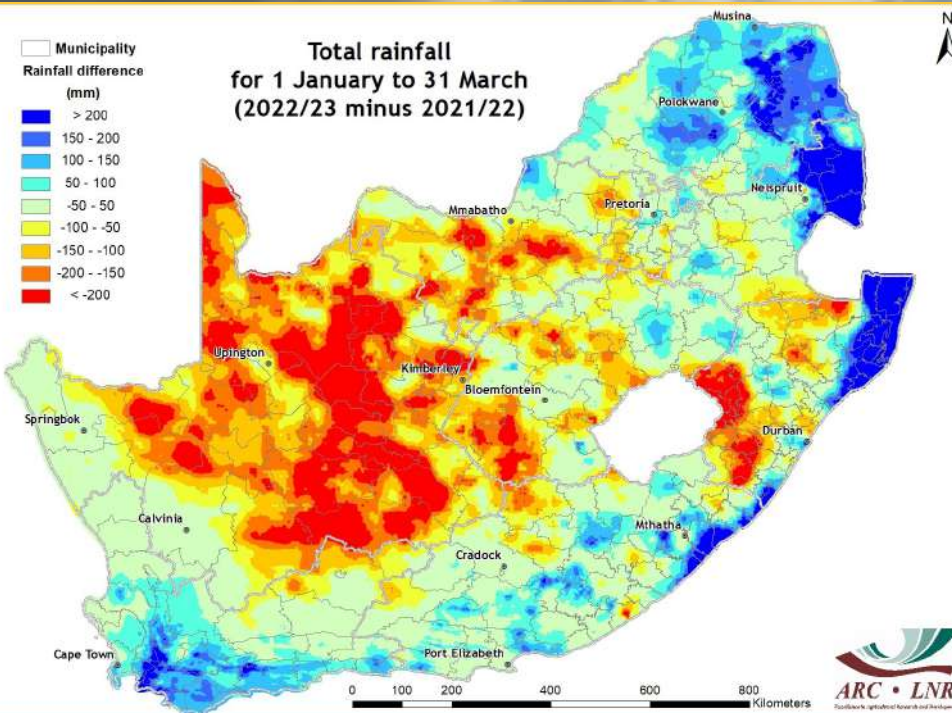 Total rainfall
for 1 January to 31 March
(2022/23 minus 2021/22)
N
Municipality
Rainfall difference
(mm)
> 200
150 - 200
100 - 150
50 - 100
-50 - 50
-100 - -50
-150 - -100
-200 - -150
< -200
Musina
Polokwane
Nelspruit
Pretoria
Mmabatho
Upington
Kimberley
Bloemfontein
Springbok
Durban
Calvinia
Mthatha
Cradock
Cape Town
Port Elizabeth
0 100 200 400 600 800
Kilometers
ARC • LNR